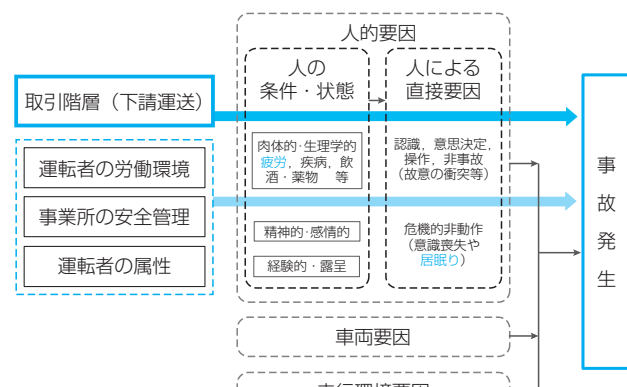 人的要因
人の
条件・状態
人による
直接要因
取引階層（下請運送）
肉体的・生理学的
疲労，疾病，飲
酒・薬物　等
認識，意思決定，
操作，非事故
（故意の衝突等）
運転者の労働環境
事業所の安全管理
運転者の属性
精神的・感情的
経験的・露呈
危機的非動作
（意識喪失や
居眠り）
事
故
発
生
車両要因
走行環境要因